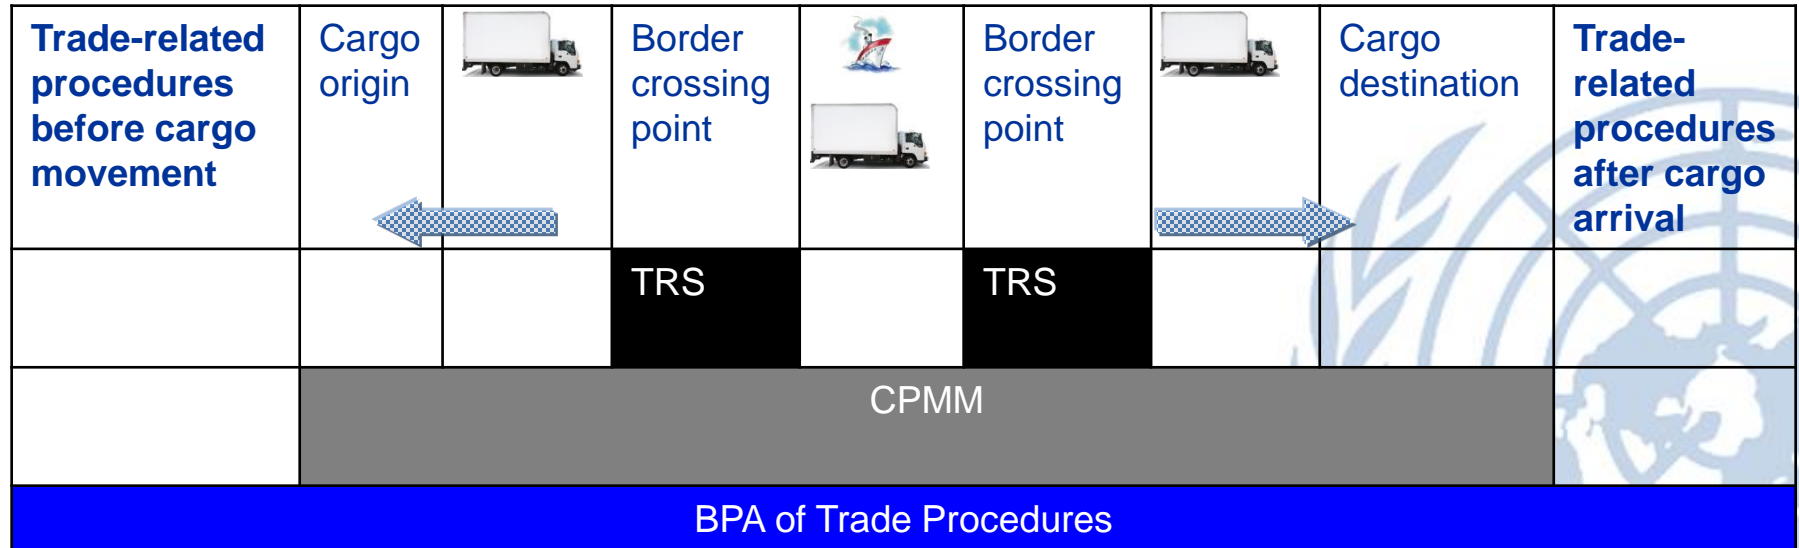 Trade-related
procedures
before cargo
movement
Cargo
origin
Border
crossing
point
Border
crossing
point
Cargo
destination
Trade-
related
procedures
after cargo
arrival
TRS
TRS
CPMM
BPA of Trade Procedures